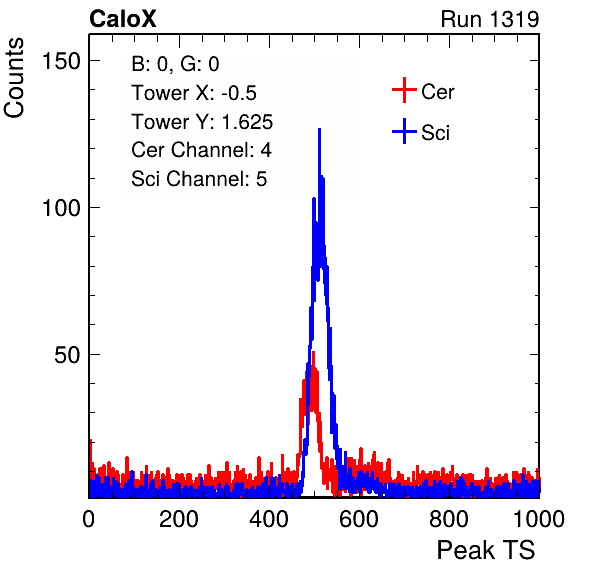 CaloX Run 1319
Counts
150
100
50
B: 0, G: 0
Tower X: -0.5
Tower Y: 1.625
Cer Channel: 4
Sci Channel: 5
Cer
Sci
0 200 400 600 800 1000
Peak TS